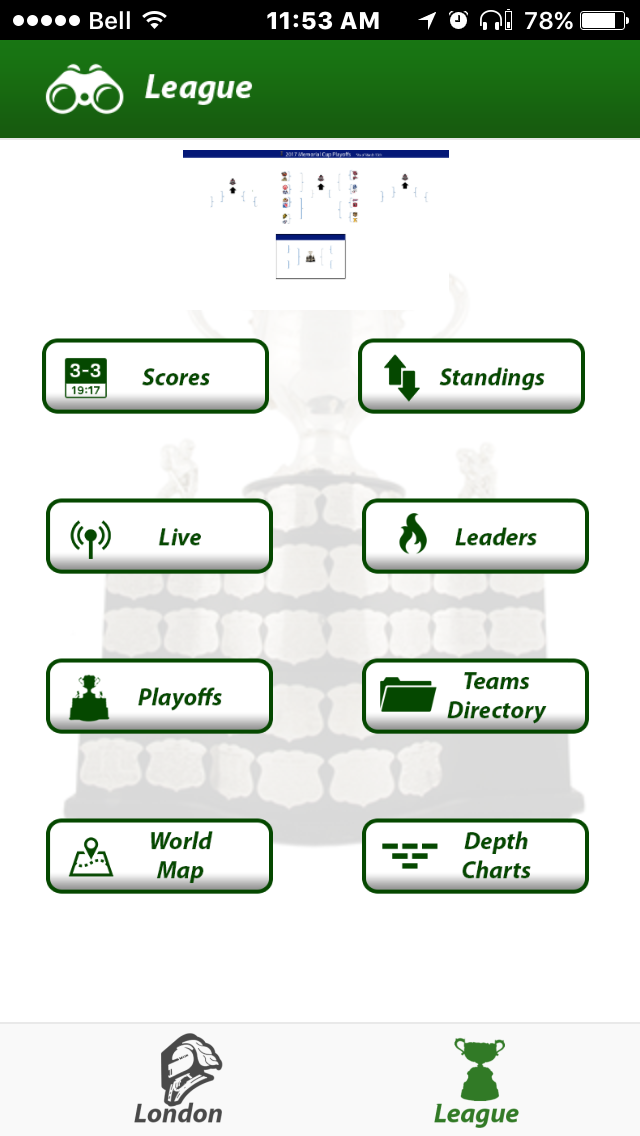 Bell 11:53 AM 78%
League
2017 Memorial Cup Playoffs
3-3
19:17
Scores
Standings
Live
Leaders
Playoffs
Teams
Directory
World
Map
Depth
Charts
London
League